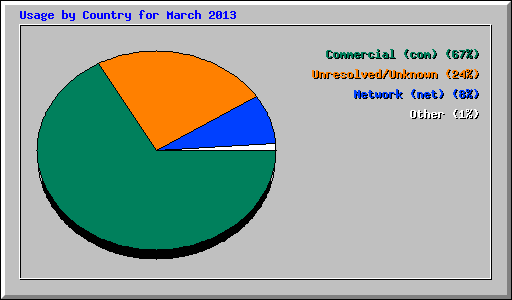 Usage by Country for March 2013
Commercial (com) (67%)
Unresolved/Unknown (24%)
Network (net) (8%)
Other (1%)